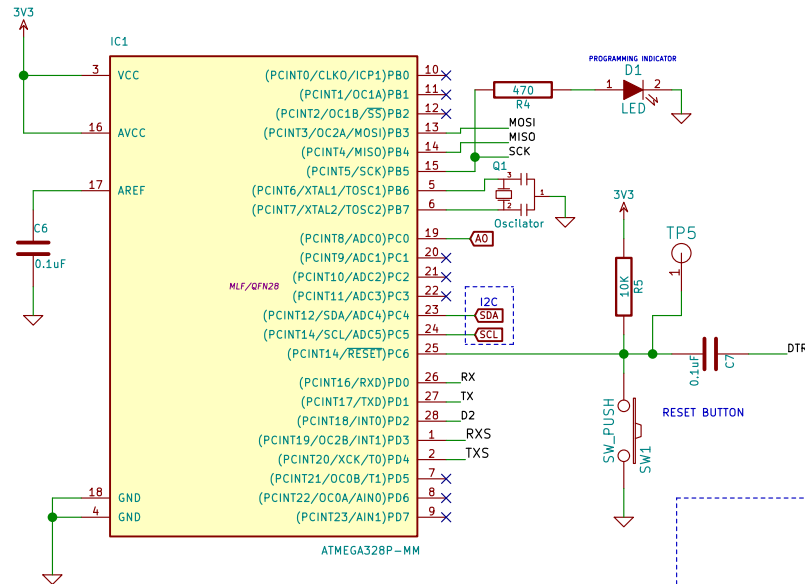 3V3
IC1
3
VCC
16
AVCC
17
AREF
C6
0.1uF
MLF/QFN28
18
GND
4
GND
ATMEGA328P-MM
(PCINT0/CLKO/ICP1)PB0
10
(PCINT1/OC1A)PB1
11
(PCINT2/OC1B/SS)PB2
12
(PCINT3/OC2A/MOSI)PB3
13
MOSI
(PCINT4/MISO)PB4
14
MISO
(PCINT5/SCK)PB5
15
SCK
(PCINT6/XTAL1/TOSC1)PB6
5
(PCINT7/XTAL2/TOSC2)PB7
6
(PCINT8/ADC0)PC0
19
A0
(PCINT9/ADC1)PC1
20
(PCINT10/ADC2)PC2
21
(PCINT11/ADC3)PC3
22
(PCINT12/SDA/ADC4)PC4
23
SDA
(PCINT14/SCL/ADC5)PC5
24
SCL
(PCINT14/RESET)PC6
25
(PCINT16/RXD)PD0
26
RX
(PCINT17/TXD)PD1
27
TX
(PCINT18/INT0)PD2
28
D2
(PCINT19/OC2B/INT1)PD3
1
RXS
(PCINT20/XCK/T0)PD4
2
TXS
(PCINT21/OC0B/T1)PD5
7
(PCINT22/OC0A/AIN0)PD6
8
(PCINT23/AIN1)PD7
9
I2C
PROGRAMMING INDICATOR
D1
1
2
LED
470
R4
Q1
3
1
2
Oscilator
3V3
10K
R5
TP5
1
0.1uF
C7
DTR
SW_PUSH
SW1
RESET BUTTON